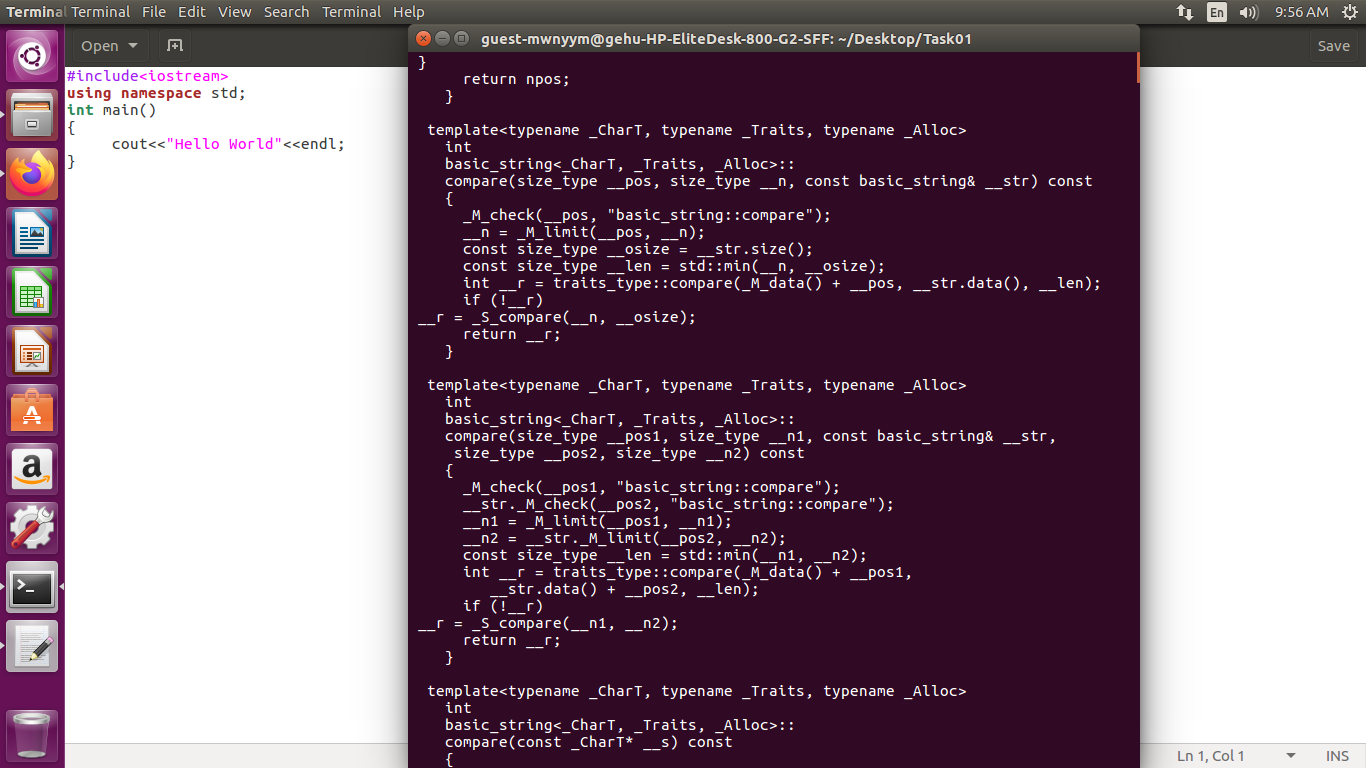 Terminal Terminal File Edit View Search Terminal Help En 9:56 AM
Open Save
guest-mwnyym@gehu-HP-EliteDesk-800-G2-SFF: ~/Desktop/Task01
#include<iostream>
using namespace std;
int main()
{
     cout<<"Hello World"<<endl;
}
}
     return npos;
   }

 template<typename _CharT, typename _Traits, typename _Alloc>
   int
   basic_string<_CharT, _Traits, _Alloc>::
   compare(size_type __pos, size_type __n, const basic_string& __str) const
   {
     _M_check(__pos, "basic_string::compare");
     __n = _M_limit(__pos, __n);
     const size_type __osize = __str.size();
     const size_type __len = std::min(__n, __osize);
     int __r = traits_type::compare(_M_data() + __pos, __str.data(), __len);
     if (!__r)
__r = _S_compare(__n, __osize);
     return __r;
   }

 template<typename _CharT, typename _Traits, typename _Alloc>
   int
   basic_string<_CharT, _Traits, _Alloc>::
   compare(size_type __pos1, size_type __n1, const basic_string& __str,
    size_type __pos2, size_type __n2) const
   {
     _M_check(__pos1, "basic_string::compare");
     __str._M_check(__pos2, "basic_string::compare");
     __n1 = _M_limit(__pos1, __n1);
     __n2 = __str._M_limit(__pos2, __n2);
     const size_type __len = std::min(__n1, __n2);
     int __r = traits_type::compare(_M_data() + __pos1,
        __str.data() + __pos2, __len);
     if (!__r)
__r = _S_compare(__n1, __n2);
     return __r;
   }

 template<typename _CharT, typename _Traits, typename _Alloc>
   int
   basic_string<_CharT, _Traits, _Alloc>::
   compare(const _CharT* __s) const
   {
Ln 1, Col 1 INS